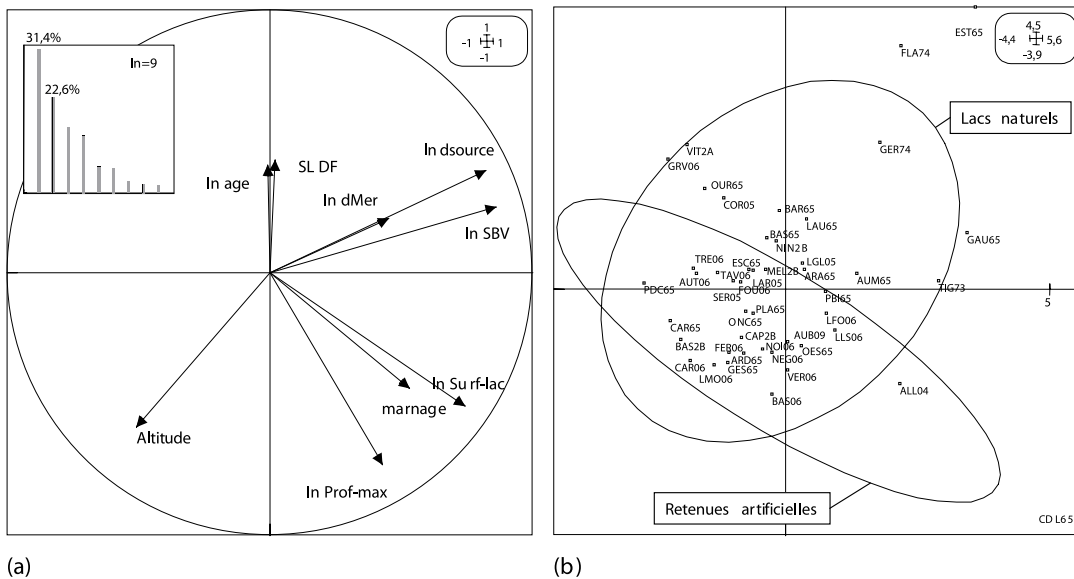 31,4%
ln=9
22,6%
1
-1 1
-1
SL DF
ln dsource
ln age
ln dMer
ln SBV
ln Surf-lac
marnage
Altitude
ln Prof-max
(a)
EST65
4,5
-4,4 5,6
-3,9
FLA74
Lacs naturels
VIT2A
GER74
GRV06
OUR65
COR05
BAR65
LAU65
BAS65
GAU65
NIN2B
TRE06
ESC65
MEL2B
LGL05
AUT06
TAV06
LAR05
ARA65
AUM65
PDC65
FOU06
TIG73
SER05
PBI65
5
PLA65
CAR65
ONC65
LFO06
BAS2B
CAP2B
AUB09
LLS06
FER06
NOI06
OES65
CAR06
ARD65
NEG06
LMO06
GES65
VER06
ALL04
BAS06
Retenues artificielles
CDL65
(b)